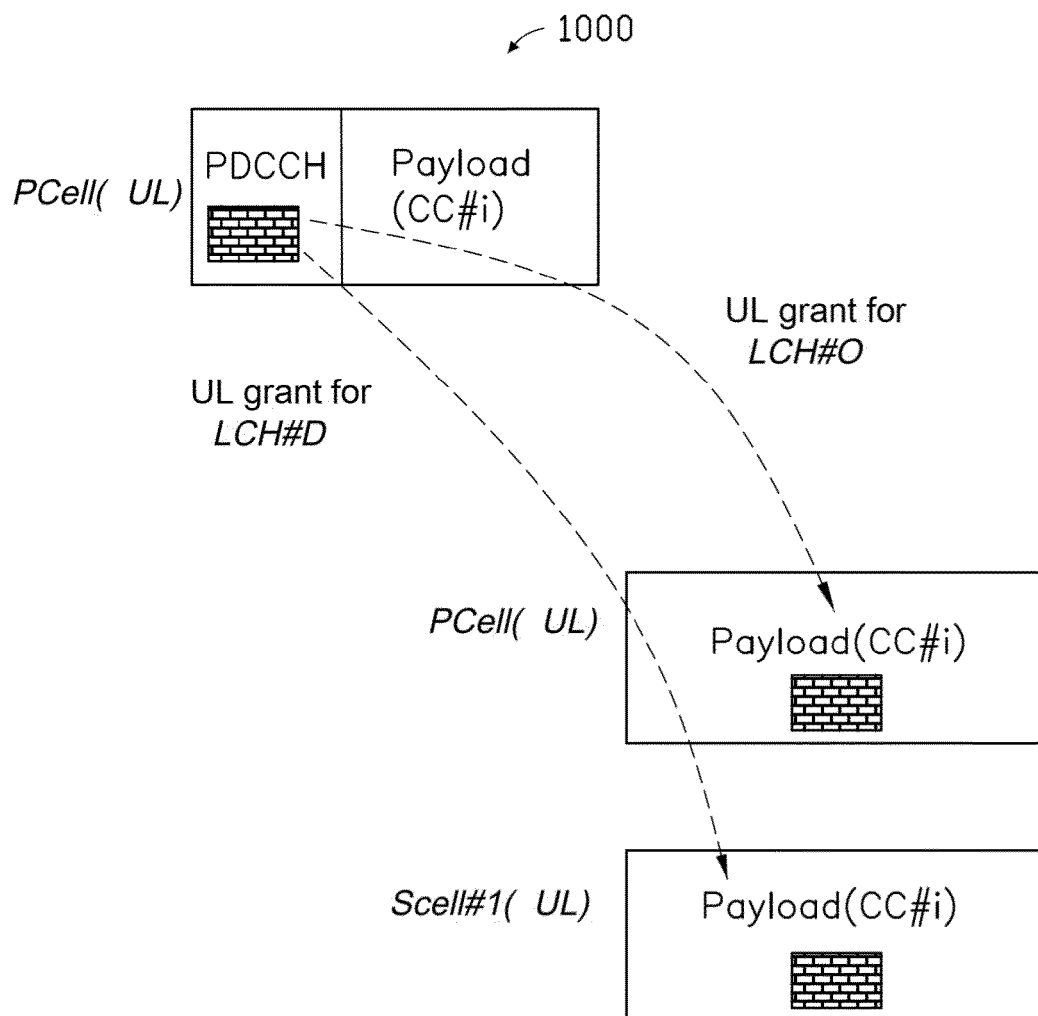 1000
PDCCH
Payload
(CC#i)
PCell( UL)
UL grant for
LCH#O
UL grant for
LCH#D
PCell( UL)
Payload(CC#i)
Scell#1( UL)
Payload(CC#i)